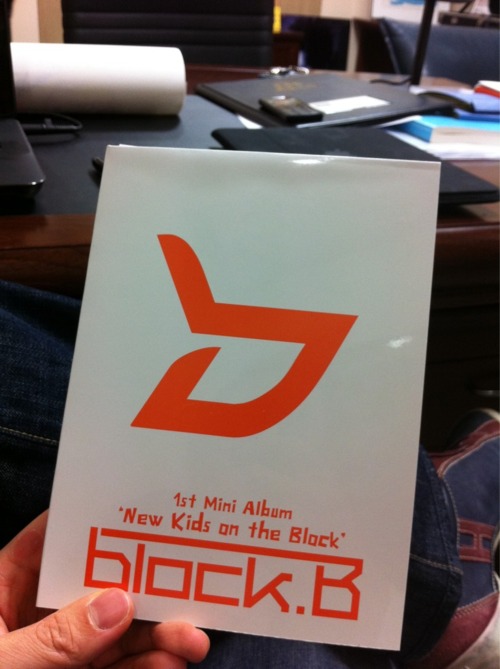 1st Mini Album
'New Kids on the Block'
block.B